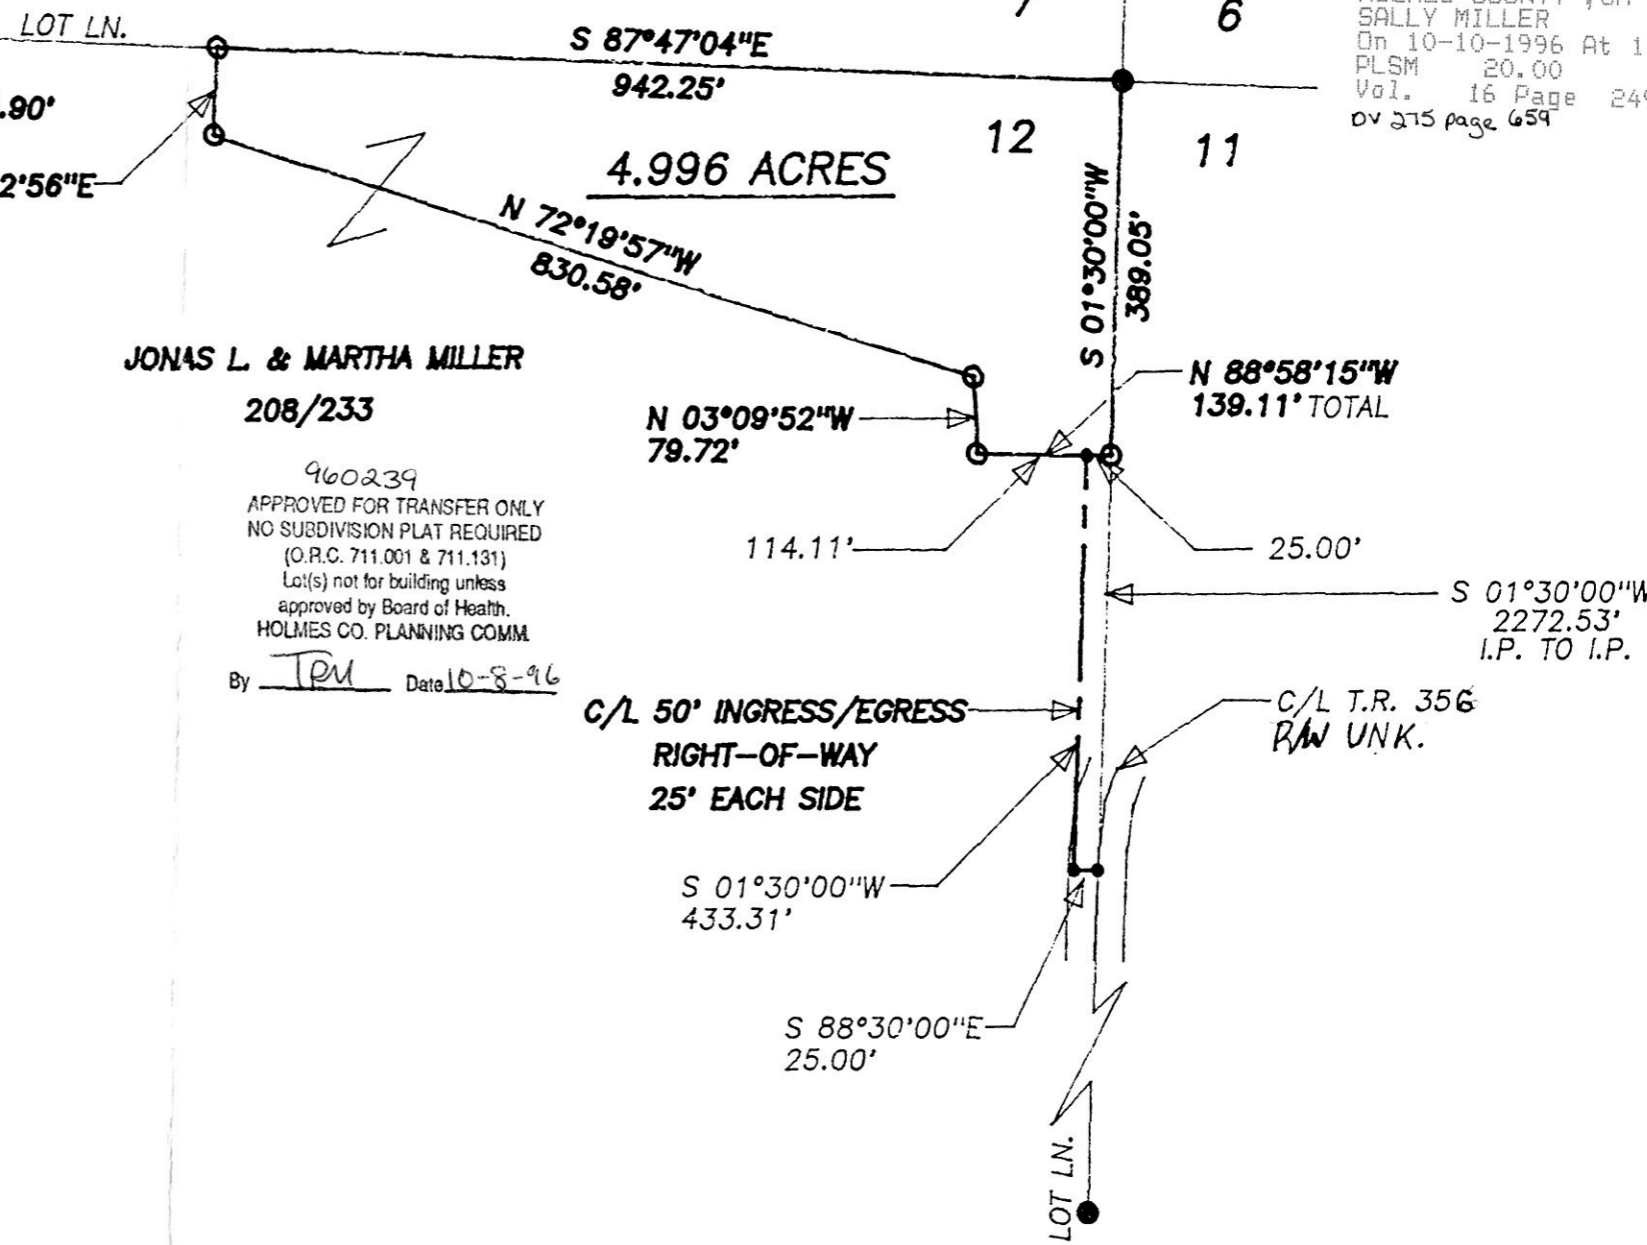 LOT LN.
S 87°47'04"E
942.25'
7
6
SALLY MILLER
On 10-10-1996 At 1
PLSM 20.00
Vol. 16 Page 249
OV 275 page 659
.90'
2'56"E
12
11
4.996 ACRES
N 72°19'57"W
830.58'
S 01°30'00"W
389.05'
JONAS L. & MARTHA MILLER
208/233
N 03°09'52"W
79.72'
N 88°58'15"W
139.11' TOTAL
960239
APPROVED FOR TRANSFER ONLY
NO SUBDIVISION PLAT REQUIRED
(O.R.C. 711.001 & 711.131)
Lot(s) not for building unless
approved by Board of Health.
HOLMES CO. PLANNING COMM.
By TRM Date 10-8-96
114.11'
25.00'
S 01°30'00"W
2272.53'
I.P. TO I.P.
C/L 50' INGRESS/EGRESS
RIGHT-OF-WAY
25' EACH SIDE
C/L T.R. 356
R/W UNK.
S 01°30'00"W
433.31'
S 88°30'00"E
25.00'
LOT LN.